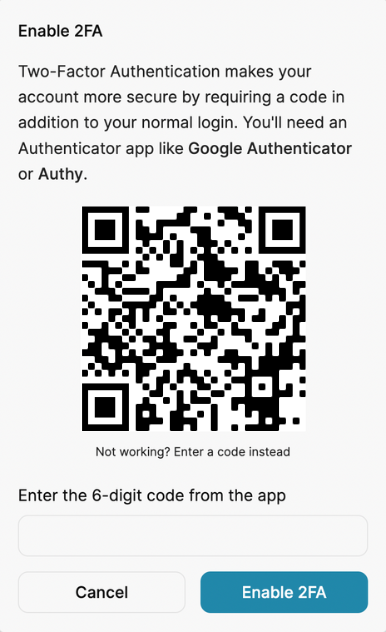 Enable 2FA
Two-Factor Authentication makes your
account more secure by requiring a code in
addition to your normal login. You'll need an
Authenticator app like Google Authenticator
or Authy.
Not working? Enter a code instead
Enter the 6-digit code from the app
Cancel
Enable 2FA